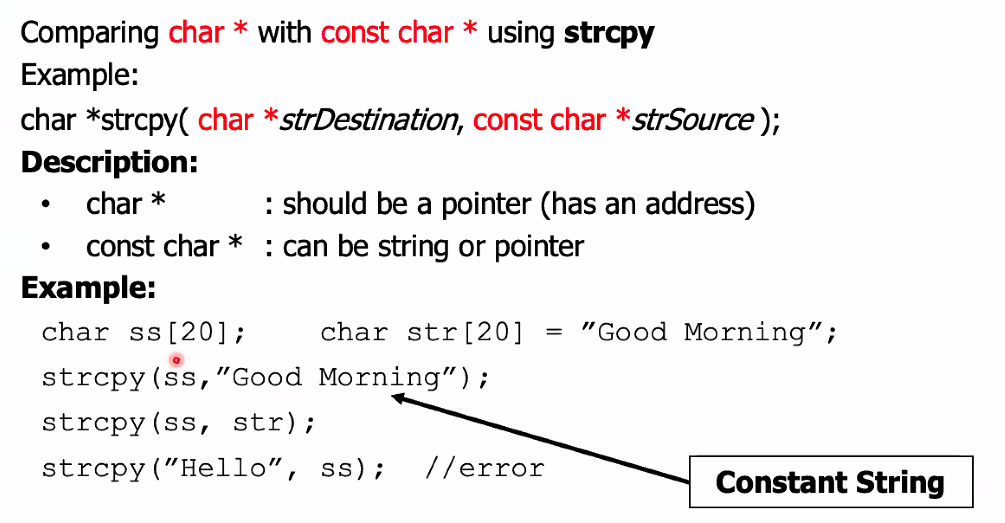 Comparing char * with const char * using strcpy
Example:
char *strcpy( char *strDestination, const char *strSource );
Description:
• char * : should be a pointer (has an address)
• const char * : can be string or pointer
Example:
char ss[20]; char str[20] = ”Good Morning”;
strcpy(ss,”Good Morning”);
strcpy(ss, str);
strcpy(”Hello”, ss); //error
Constant String